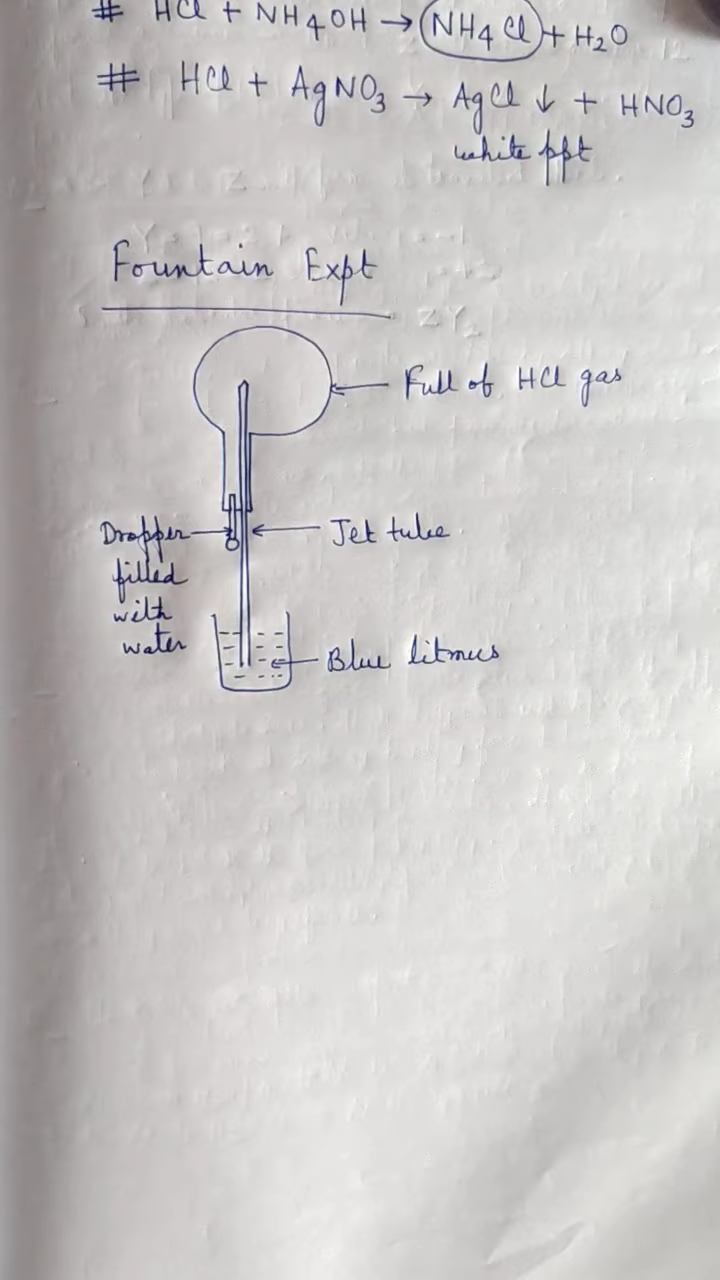 # HCl + NH4OH → NH4Cl + H2O
# HCl + AgNO3 → AgCl ↓ + HNO3
white ppt
Fountain Expt
Full of HCl gas
Dropper
filled
with
water
Jet tube
Blue litmus